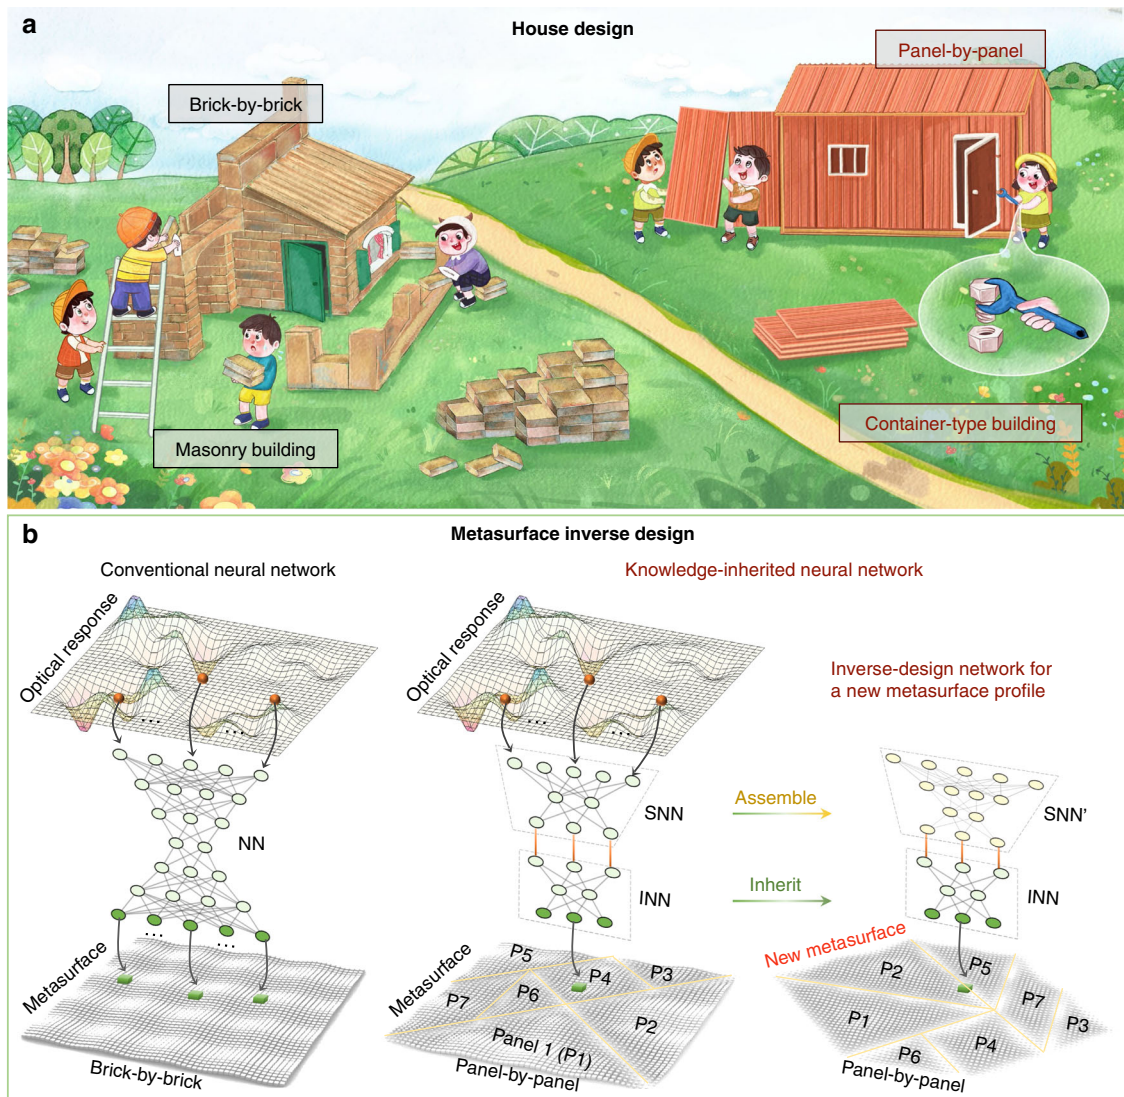 a
House design
Panel-by-panel
Brick-by-brick
Container-type building
Masonry building
b
Metasurface inverse design
Conventional neural network
Knowledge-inherited neural network
Optical response
Optical response
Inverse-design network for
a new metasurface profile
...
...
...
...
NN
SNN
Assemble
SNN'
INN
Inherit
INN
...
...
Metasurface
Brick-by-brick
Metasurface
P5
P4
P3
P7
P6
P2
Panel 1 (P1)
Panel-by-panel
New metasurface
P2
P5
P7
P3
P1
P4
P6
Panel-by-panel